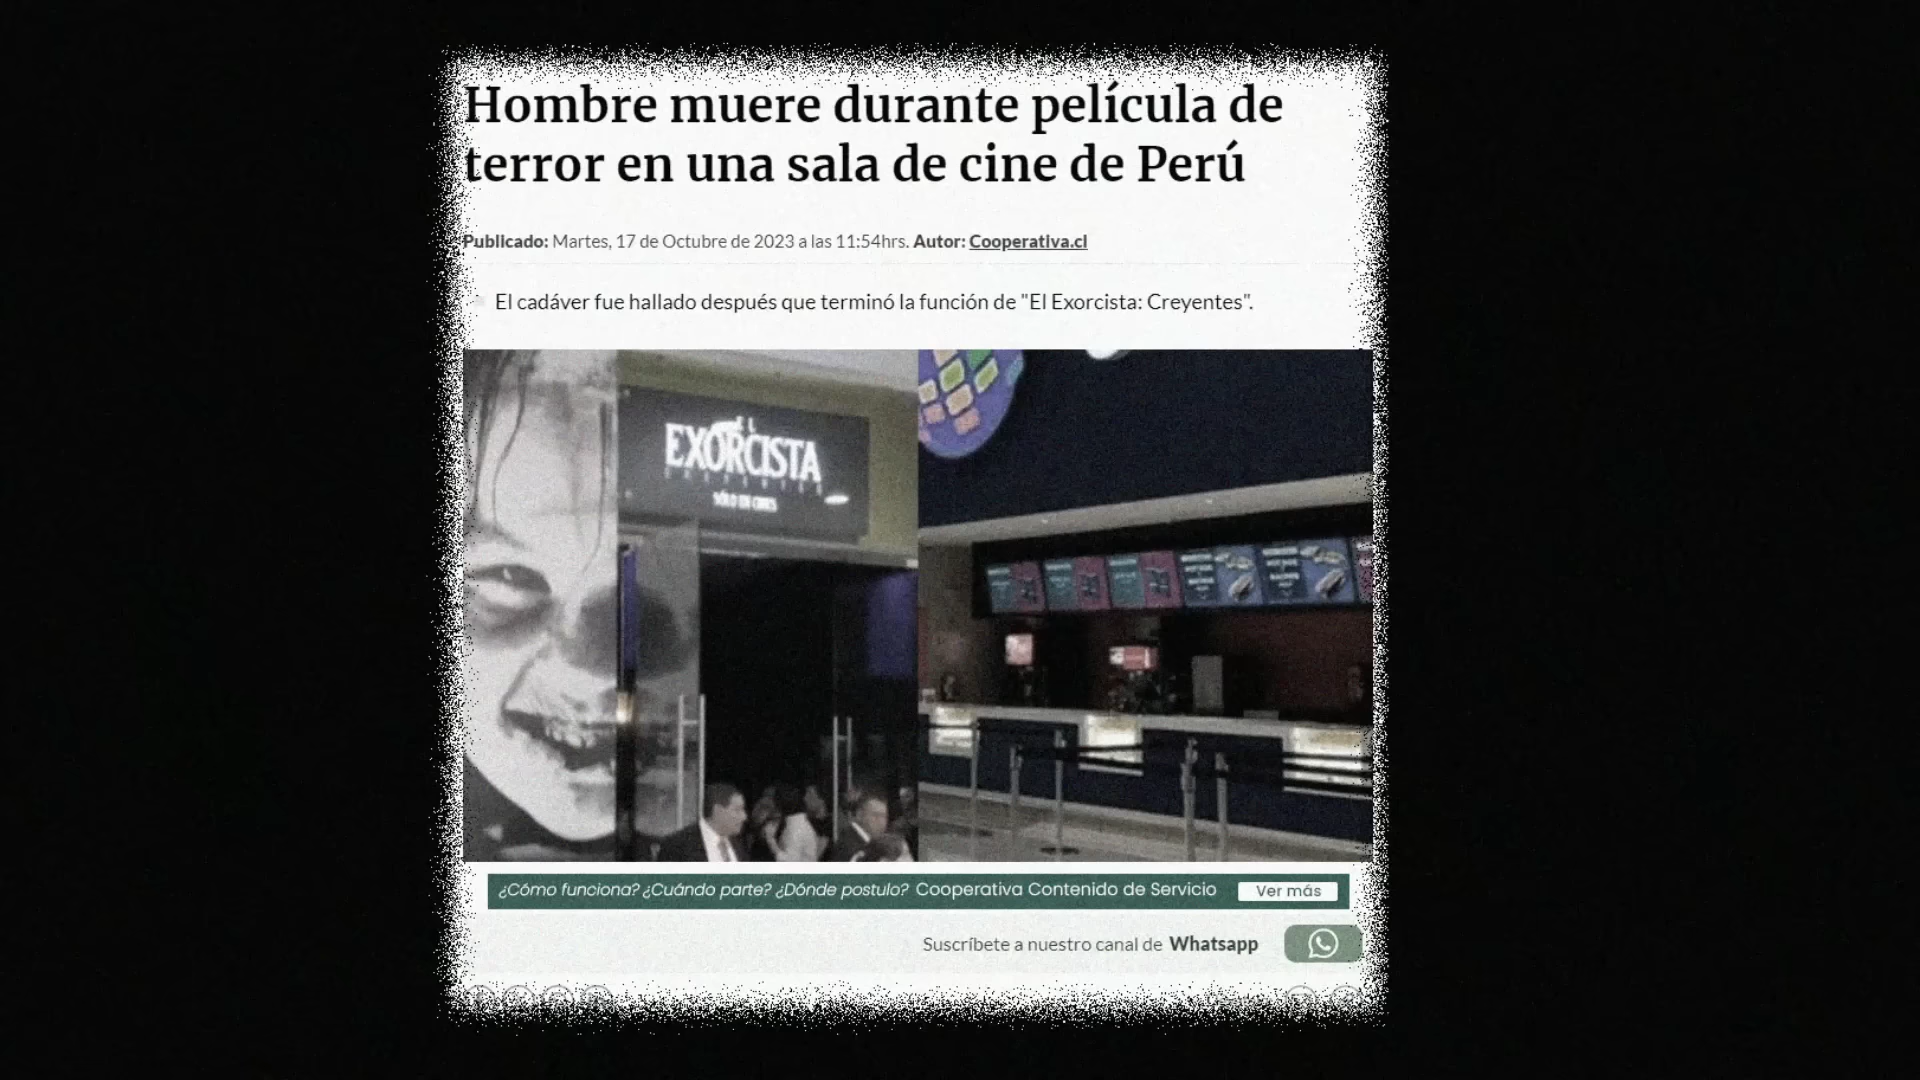 Hombre muere durante película de
terror en una sala de cine de Perú
Publicado: Martes, 17 de Octubre de 2023 a las 11:54hrs. Autor: Cooperativa.cl
El cadáver fue hallado después que terminó la función de "El Exorcista: Creyentes".
EL
EXORCISTA
SÓLO EN CINES
¿Cómo funciona? ¿Cuándo parte? ¿Dónde postulo? Cooperativa Contenido de Servicio Ver más
Suscríbete a nuestro canal de Whatsapp